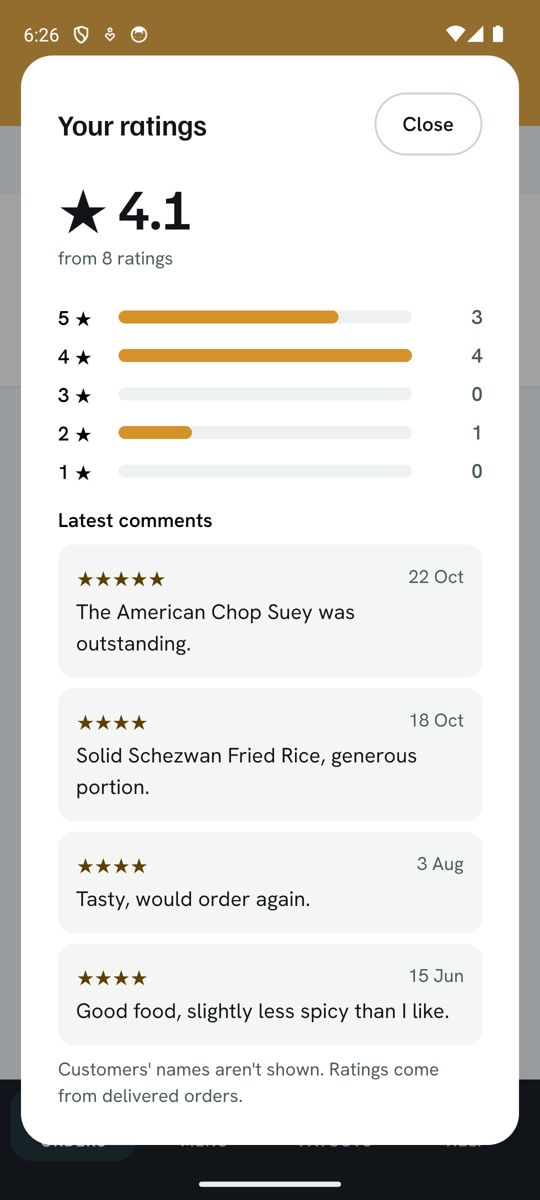 6:26
Your ratings
Close
★ 4.1
from 8 ratings
5 ★ 3
4 ★ 4
3 ★ 0
2 ★ 1
1 ★ 0
Latest comments
★★★★★ 22 Oct
The American Chop Suey was
outstanding.
★★★★ 18 Oct
Solid Schezwan Fried Rice, generous
portion.
★★★★ 3 Aug
Tasty, would order again.
★★★★ 15 Jun
Good food, slightly less spicy than I like.
Customers' names aren't shown. Ratings come
from delivered orders.